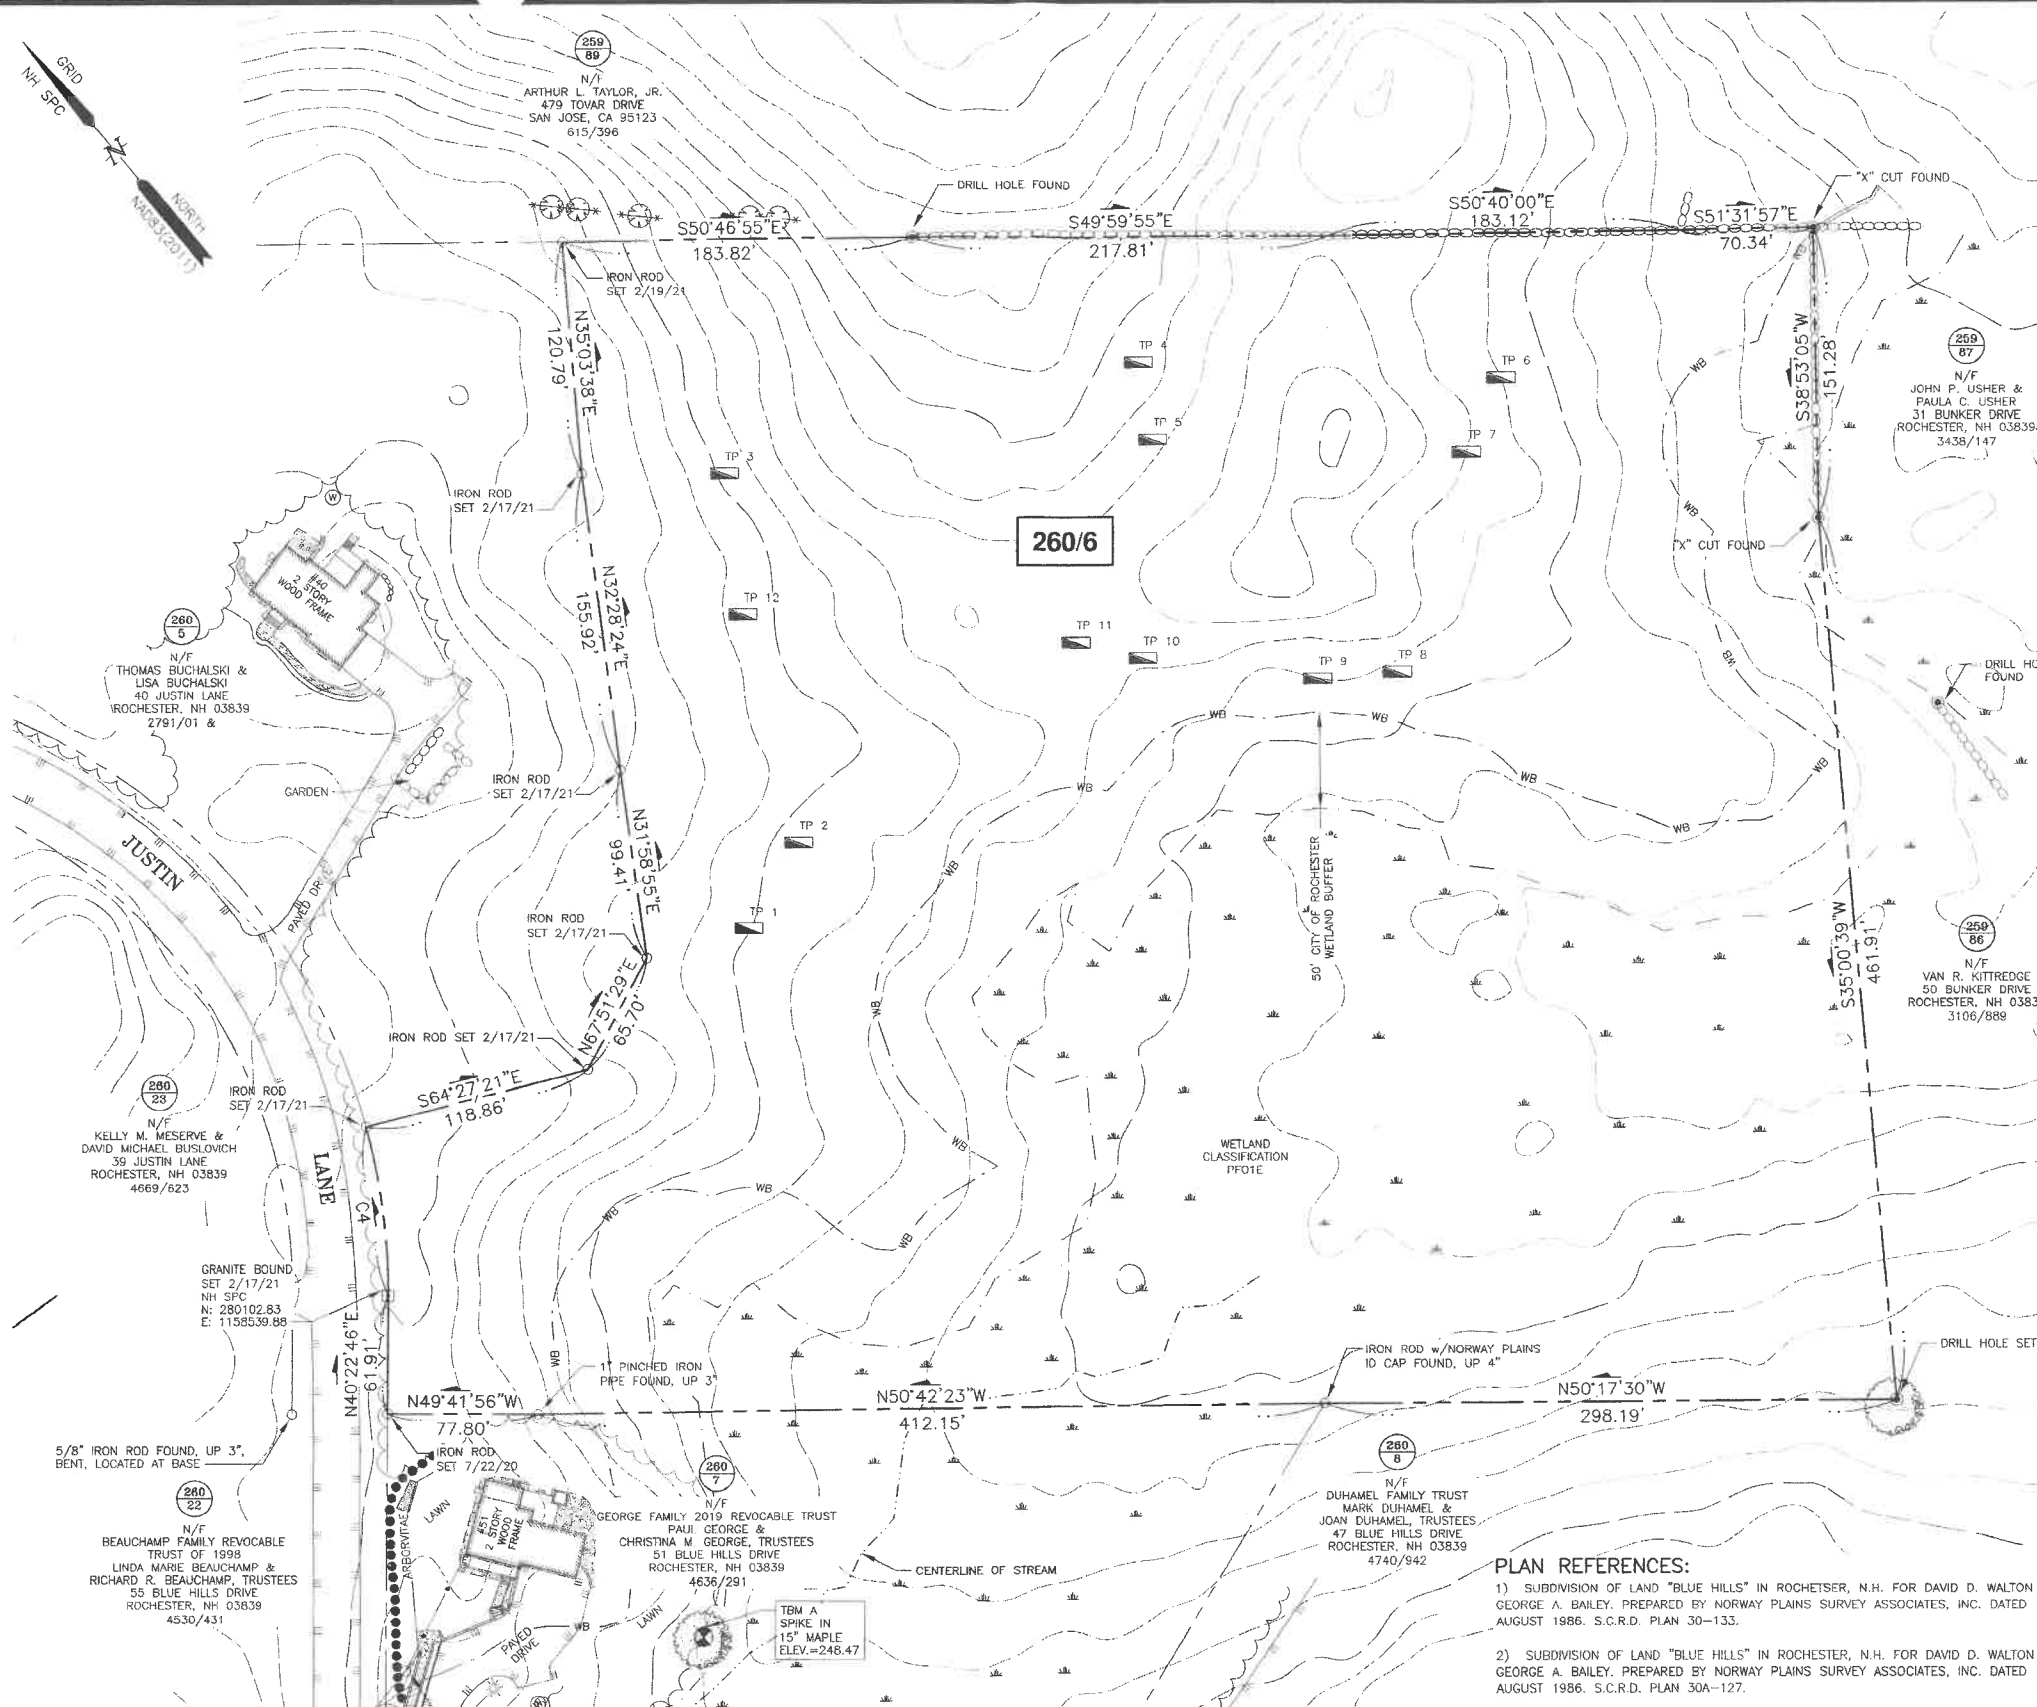 GRID
NH SPC
N
NORTH
NAD83(2011)
259
89
N/F
ARTHUR L. TAYLOR, JR.
479 TOVAR DRIVE
SAN JOSE, CA 95123
615/396
DRILL HOLE FOUND
"X" CUT FOUND
S50°46'55"E
183.82'
S49°59'55"E
217.81'
S50°40'00"E
183.12'
S51°31'57"E
70.34'
IRON ROD
SET 2/19/21
N35°03'38"E
120.79'
TP 4
TP 6
TP 5
TP 7
TP 3
S38°53'05"W
151.28'
259
87
N/F
JOHN P. USHER &
PAULA C. USHER
31 BUNKER DRIVE
ROCHESTER, NH 03839
3438/147
IRON ROD
SET 2/17/21
W
260/6
"X" CUT FOUND
WB
WB
WB
#40
2 STORY
WOOD FRAME
N32°28'24"E
155.92'
TP 12
TP 11
TP 10
TP 9
TP 8
260
5
N/F
THOMAS BUCHALSKI &
LISA BUCHALSKI
40 JUSTIN LANE
ROCHESTER, NH 03839
2791/01 &
DRILL HO
FOUND
WB
WB
WB
WB
WB
WB
IRON ROD
SET 2/17/21
GARDEN
JUSTIN
PAVED DRIVE
N31°58'55"E
99.41'
TP 2
TP 1
WB
WB
50' CITY OF ROCHESTER
WETLAND BUFFER
S35°00'39"W
461.91'
259
86
N/F
VAN R. KITTREDGE
50 BUNKER DRIVE
ROCHESTER, NH 0383
3106/889
IRON ROD
SET 2/17/21
N67°51'29"E
65.70'
IRON ROD SET 2/17/21
S64°27'21"E
118.86'
260
23
N/F
KELLY M. MESERVE &
DAVID MICHAEL BUSLOVICH
39 JUSTIN LANE
ROCHESTER, NH 03839
4669/623
IRON ROD
SET 2/17/21
LANE
C4
WETLAND
CLASSIFICATION
PFO1E
WB
WB
WB
WB
WB
GRANITE BOUND
SET 2/17/21
NH SPC
N: 280102.83
E: 1158539.88
N40°22'46"E
61.91'
1" PINCHED IRON
PIPE FOUND, UP 3"
IRON ROD w/NORWAY PLAINS
ID CAP FOUND, UP 4"
DRILL HOLE SET
N49°41'56"W
77.80'
N50°42'23"W
412.15'
N50°17'30"W
298.19'
5/8" IRON ROD FOUND, UP 3",
BENT, LOCATED AT BASE
IRON ROD
SET 7/22/20
260
22
N/F
BEAUCHAMP FAMILY REVOCABLE
TRUST OF 1998
LINDA MARIE BEAUCHAMP &
RICHARD R. BEAUCHAMP, TRUSTEES
55 BLUE HILLS DRIVE
ROCHESTER, NH 03839
4530/431
ARBORVITAE
LAWN
#51
2 STORY
WOOD
FRAME
260
7
N/F
GEORGE FAMILY 2019 REVOCABLE TRUST
PAUL GEORGE &
CHRISTINA M. GEORGE, TRUSTEES
51 BLUE HILLS DRIVE
ROCHESTER, NH 03839
4636/291
260
8
N/F
DUHAMEL FAMILY TRUST
MARK DUHAMEL &
JOAN DUHAMEL, TRUSTEES
47 BLUE HILLS DRIVE
ROCHESTER, NH 03839
4740/942
CENTERLINE OF STREAM
PAVED
DRIVE
WB
LAWN
W
TBM A
SPIKE IN
15" MAPLE
ELEV.=248.47
PLAN REFERENCES:
1) SUBDIVISION OF LAND "BLUE HILLS" IN ROCHETSER, N.H. FOR DAVID D. WALTON
GEORGE A. BAILEY. PREPARED BY NORWAY PLAINS SURVEY ASSOCIATES, INC. DATED
AUGUST 1986. S.C.R.D. PLAN 30-133.
2) SUBDIVISION OF LAND "BLUE HILLS" IN ROCHESTER, N.H. FOR DAVID D. WALTON
GEORGE A. BAILEY. PREPARED BY NORWAY PLAINS SURVEY ASSOCIATES, INC. DATED
AUGUST 1986. S.C.R.D. PLAN 30A-127.